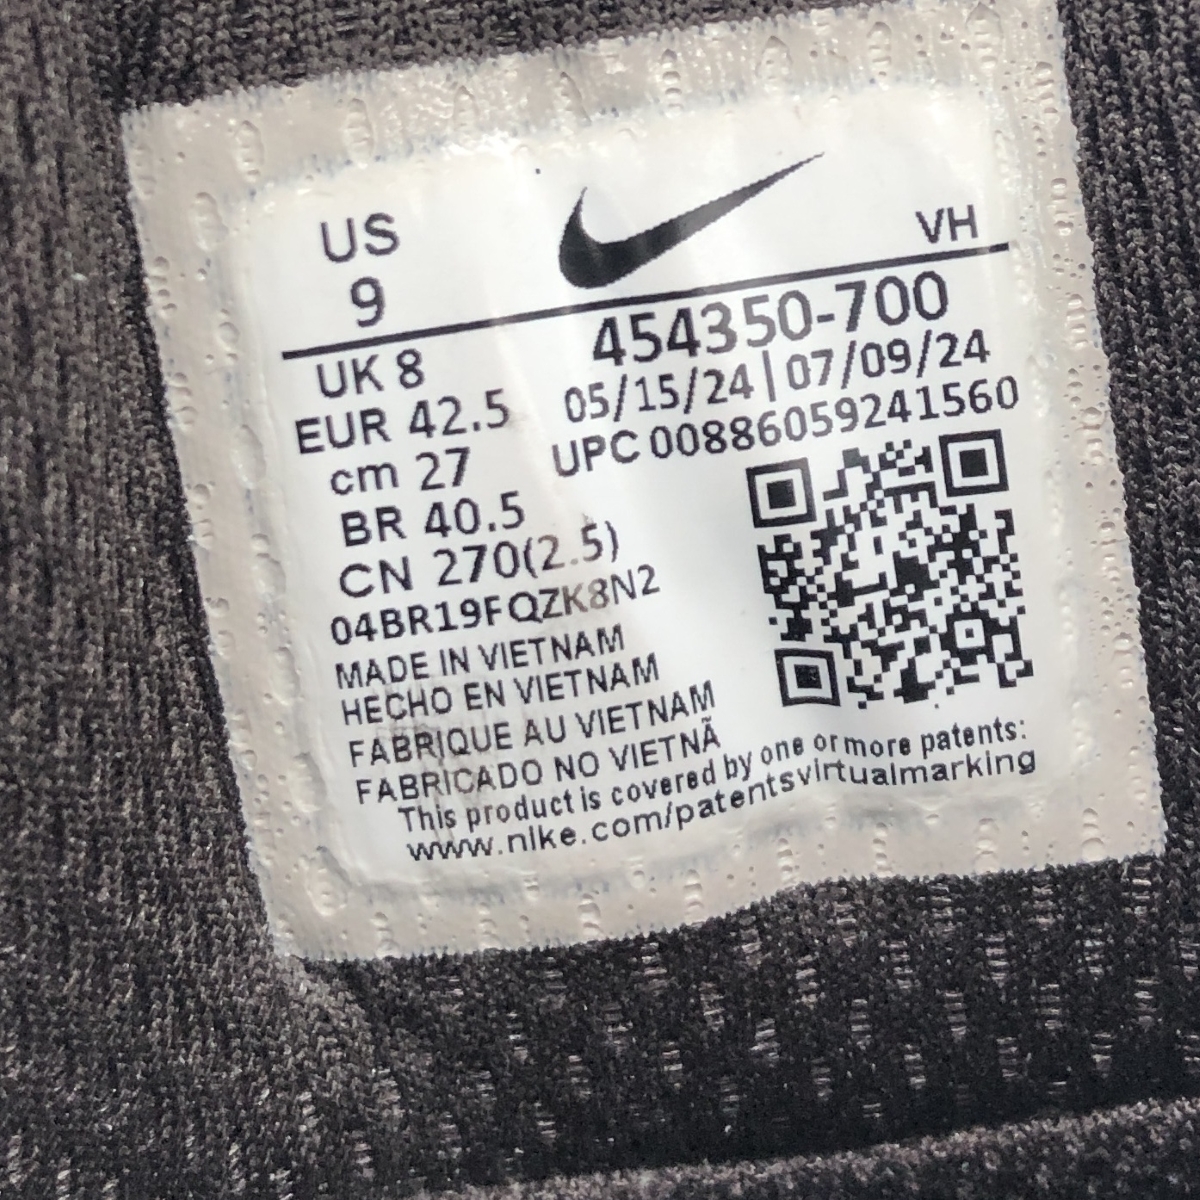 US
9
VH
454350-700
05/15/24|07/09/24
UPC 00886059241560
UK 8
EUR 42.5
cm 27
BR 40.5
CN 270(2.5)
04BR19FQZK8N2
MADE IN VIETNAM
HECHO EN VIETNAM
FABRIQUE AU VIETNAM
FABRICADO NO VIETNÃ
This product is covered by one or more patents:
www.nike.com/patentsvirtualmarking